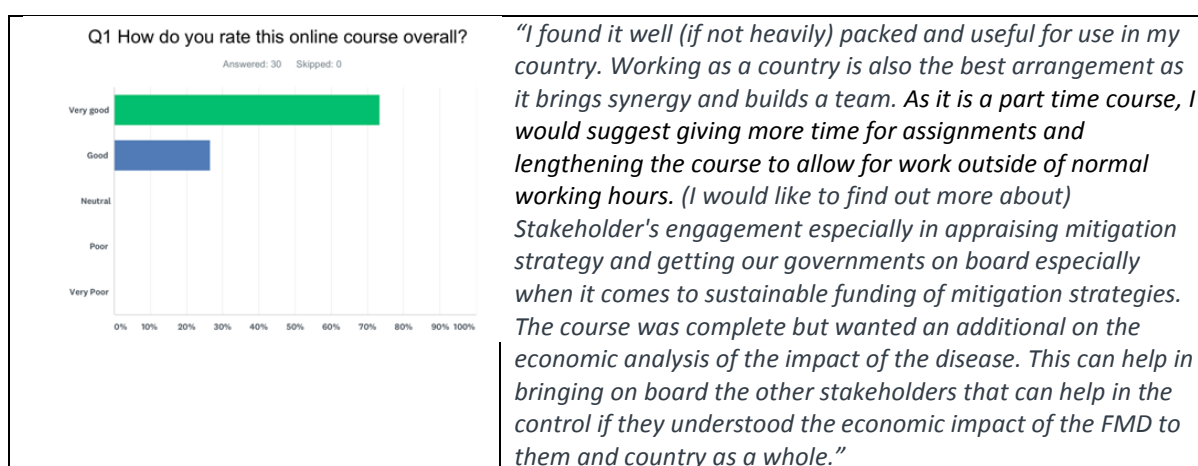 Q1 How do you rate this online course overall?
Answered: 30 Skipped: 0
Very good
Good
Neutral
Poor
Very Poor
0% 10% 20% 30% 40% 50% 60% 70% 80% 90% 100%
“I found it well (if not heavily) packed and useful for use in my
country. Working as a country is also the best arrangement as
it brings synergy and builds a team. As it is a part time course, I
would suggest giving more time for assignments and
lengthening the course to allow for work outside of normal
working hours. (I would like to find out more about)
Stakeholder's engagement especially in appraising mitigation
strategy and getting our governments on board especially
when it comes to sustainable funding of mitigation strategies.
The course was complete but wanted an additional on the
economic analysis of the impact of the disease. This can help in
bringing on board the other stakeholders that can help in the
control if they understood the economic impact of the FMD to
them and country as a whole.”